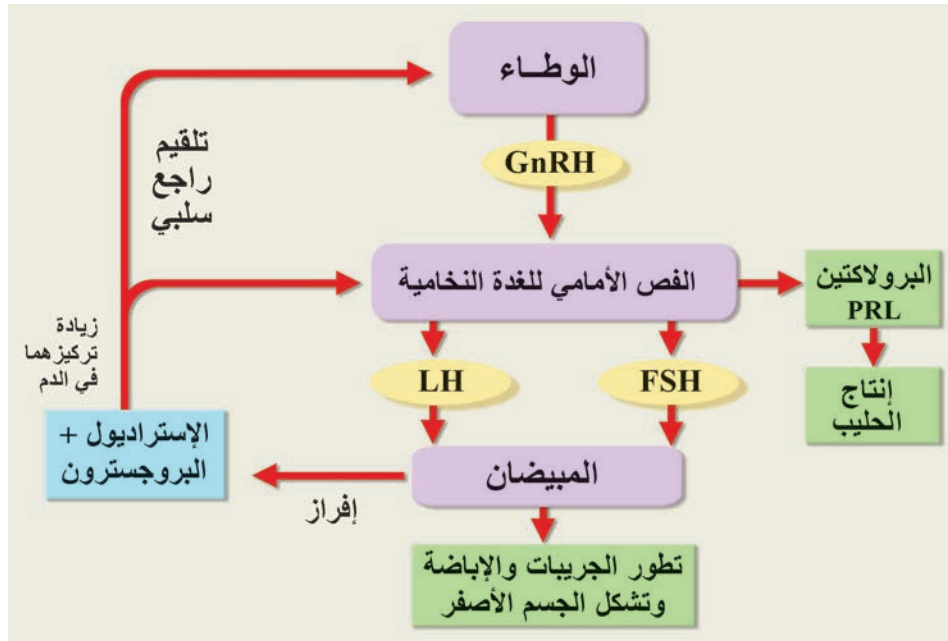 الوطــاء
GnRH
تلقيم
راجع
سلبي
الفص الأمامي للغدة النخامية
البرولاكتين
PRL
زيادة
تركيزهما
في الدم
FSH
LH
إنتاج
الحليب
المبيضان
الإستراديول +
البروجسترون
إفراز
تطور الجريبات والإباضة
وتشكل الجسم الأصفر